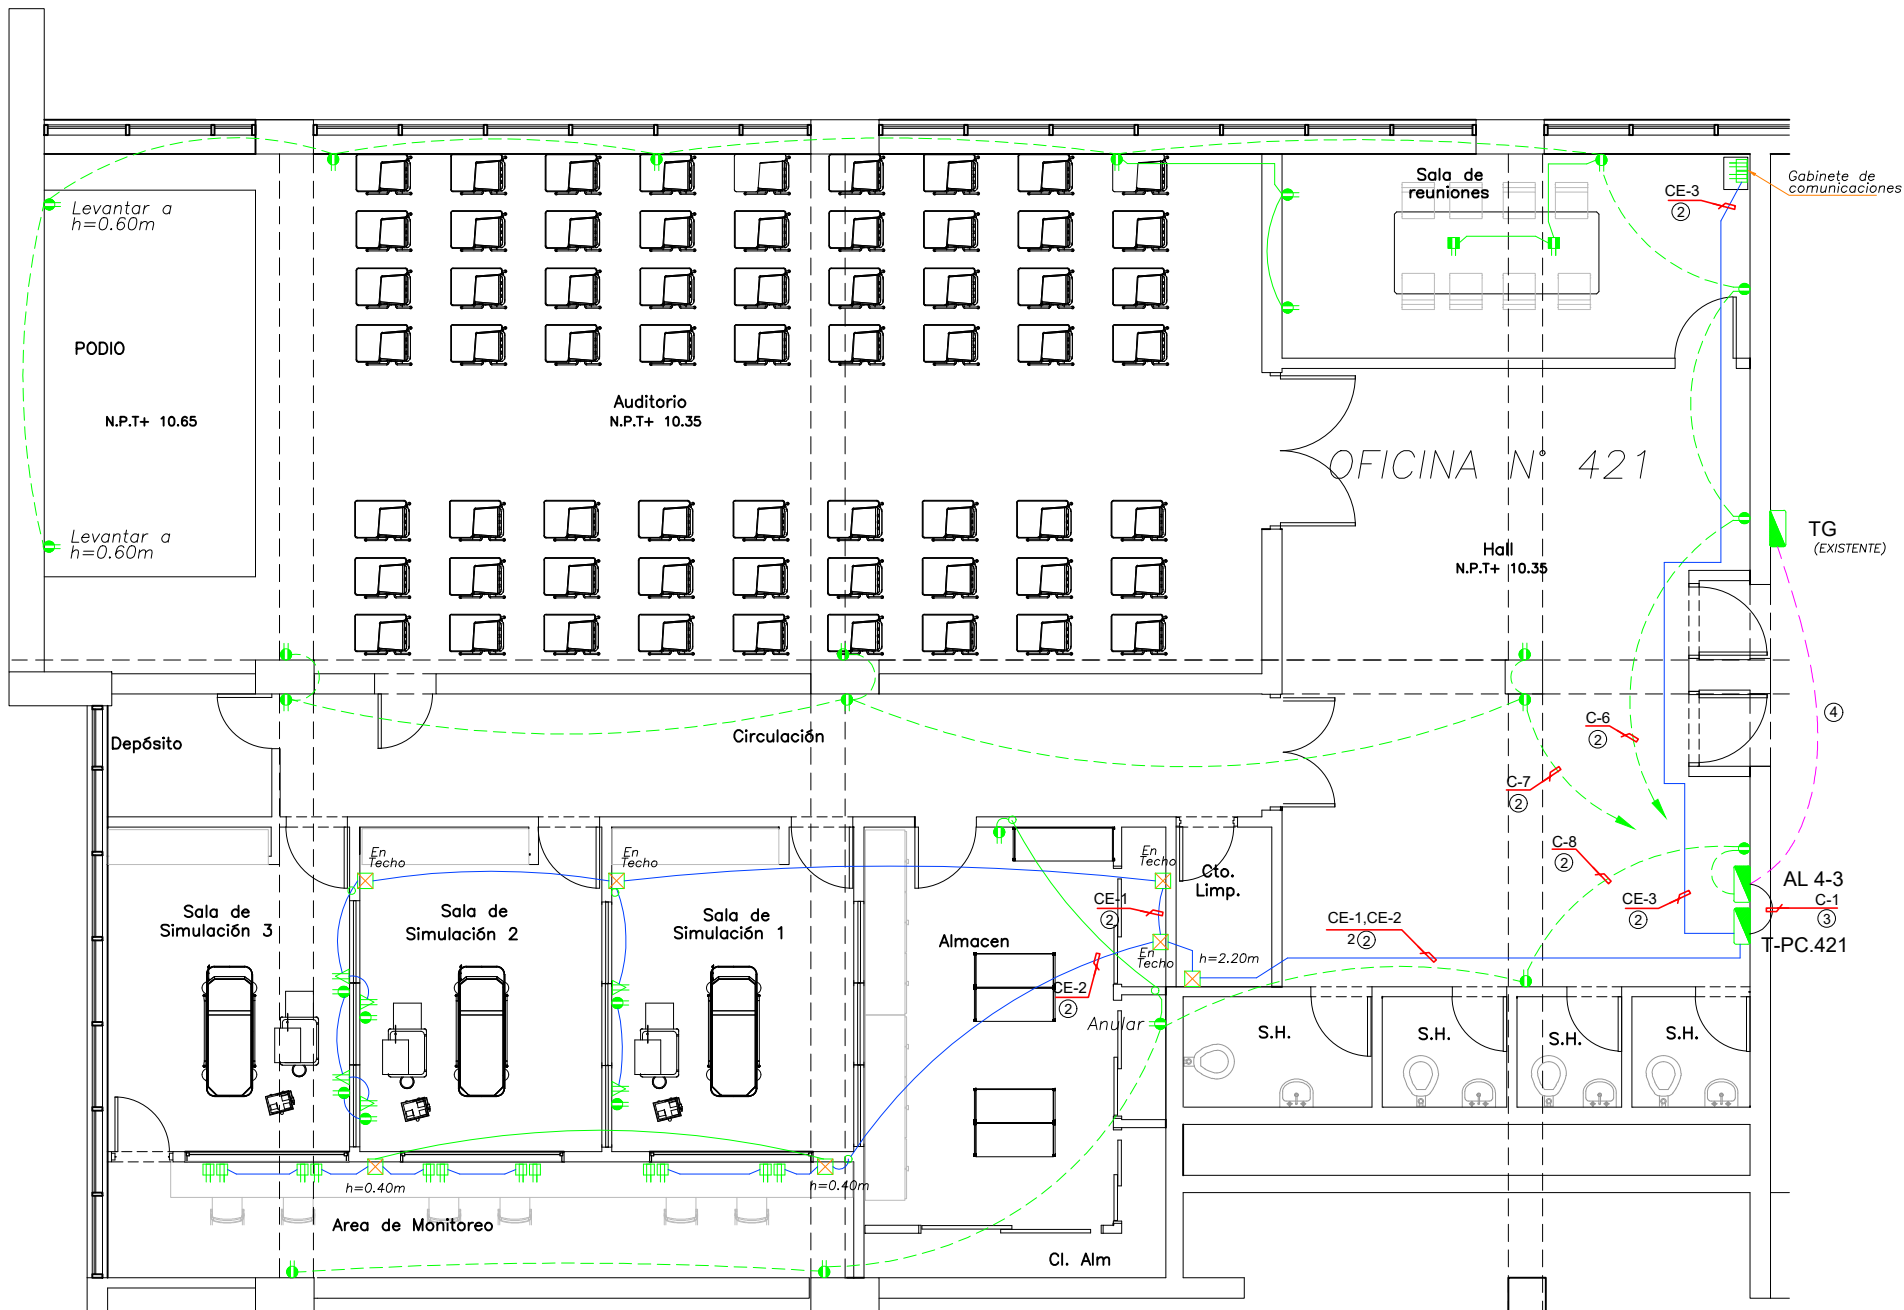 Levantar a
h=0.60m
PODIO
N.P.T+ 10.65
Levantar a
h=0.60m
Auditorio
N.P.T+ 10.35
Sala de
reuniones
CE-3
2
Gabinete de
comunicaciones
OFICINA N° 421
TG
(EXISTENTE)
Hall
N.P.T+ 10.35
4
C-6
2
C-7
2
C-8
2
CE-3
2
AL 4-3
C-1
3
T-PC.421
CE-1,CE-2
2 2
Depósito
Circulación
En
Techo
En
Techo
En
Techo
Cto.
Limp.
CE-1
2
Sala de
Simulación 3
Sala de
Simulación 2
Sala de
Simulación 1
Almacen
En
Techo
h=2.20m
CE-2
2
Anular
S.H.
S.H.
S.H.
S.H.
h=0.40m
h=0.40m
Area de Monitoreo
Cl. Alm